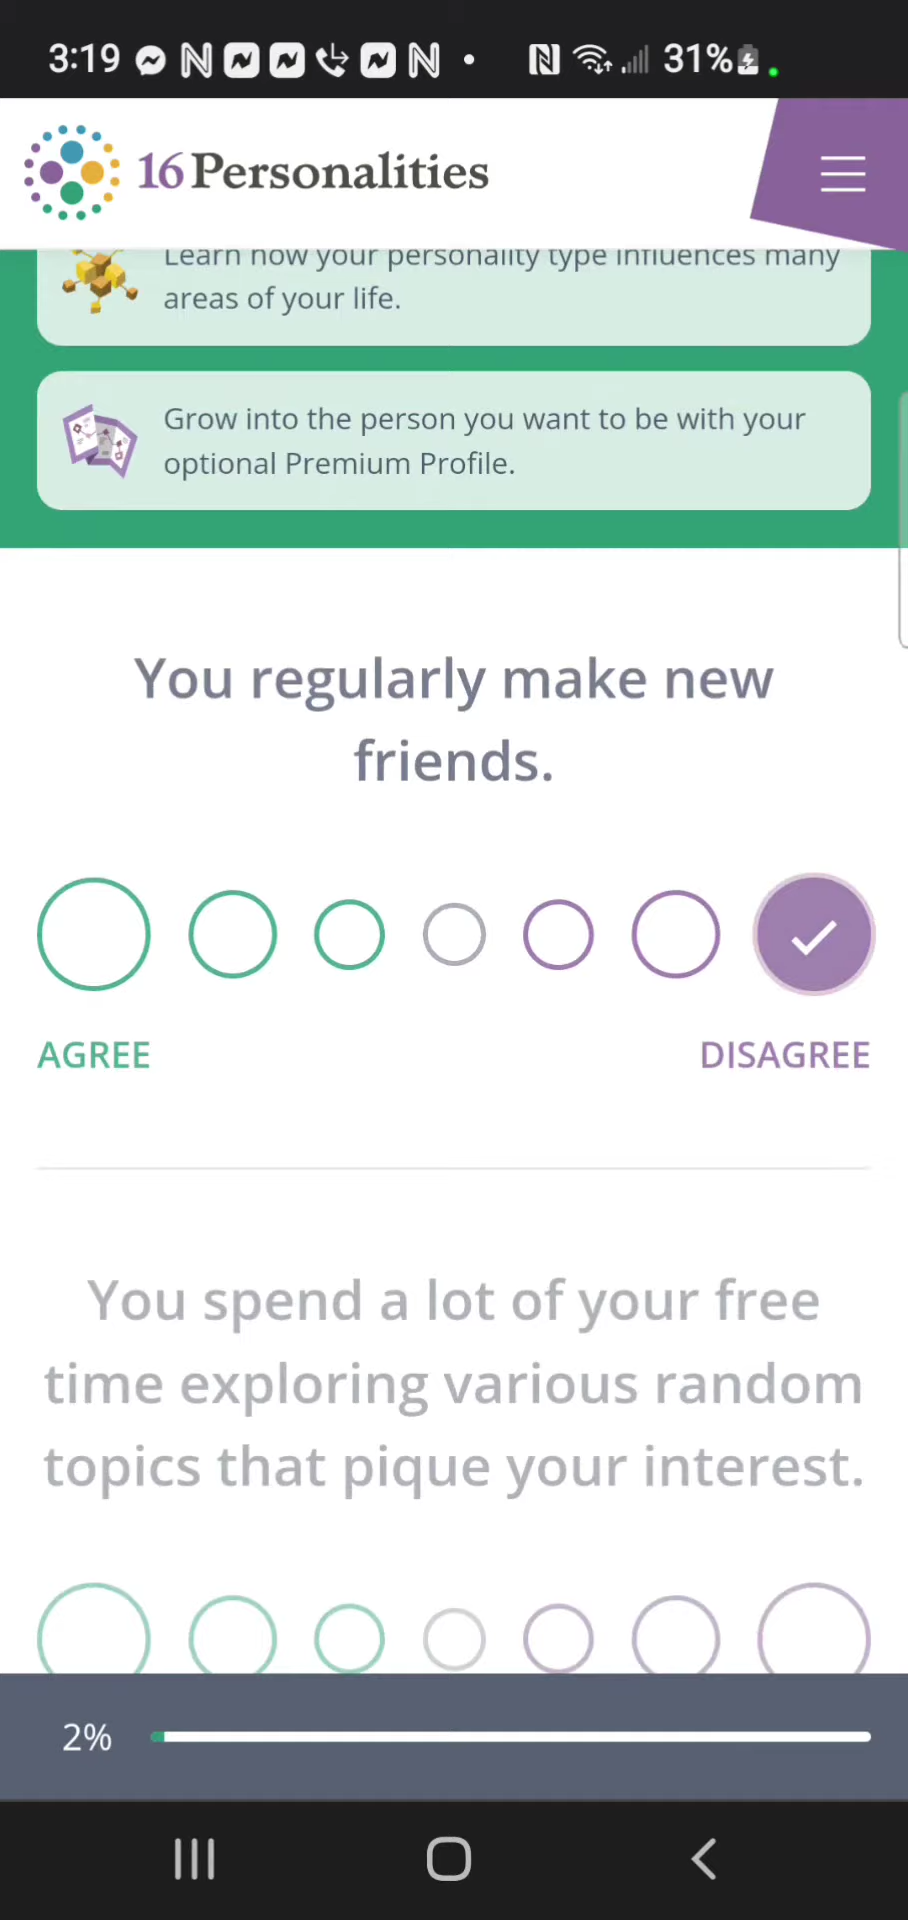 3:19
31%
16Personalities
Learn how your personality type influences many
areas of your life.
Grow into the person you want to be with your
optional Premium Profile.
You regularly make new
friends.
AGREE
DISAGREE
You spend a lot of your free
time exploring various random
topics that pique your interest.
2%